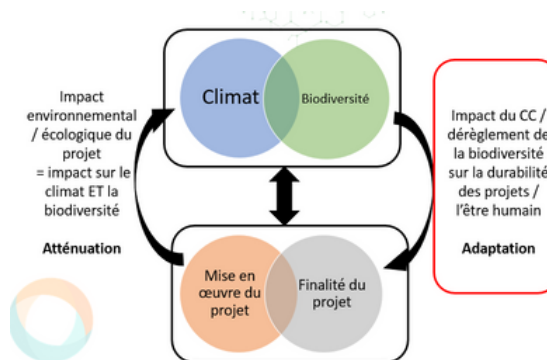 Climat
Biodiversité
Impact
environnemental
/ écologique du
projet
= impact sur le
climat ET la
biodiversité
Atténuation
Impact du CC /
dérèglement de
la biodiversité
sur la durabilité
des projets /
l'être humain
Adaptation
Mise en
œuvre du
projet
Finalité du
projet